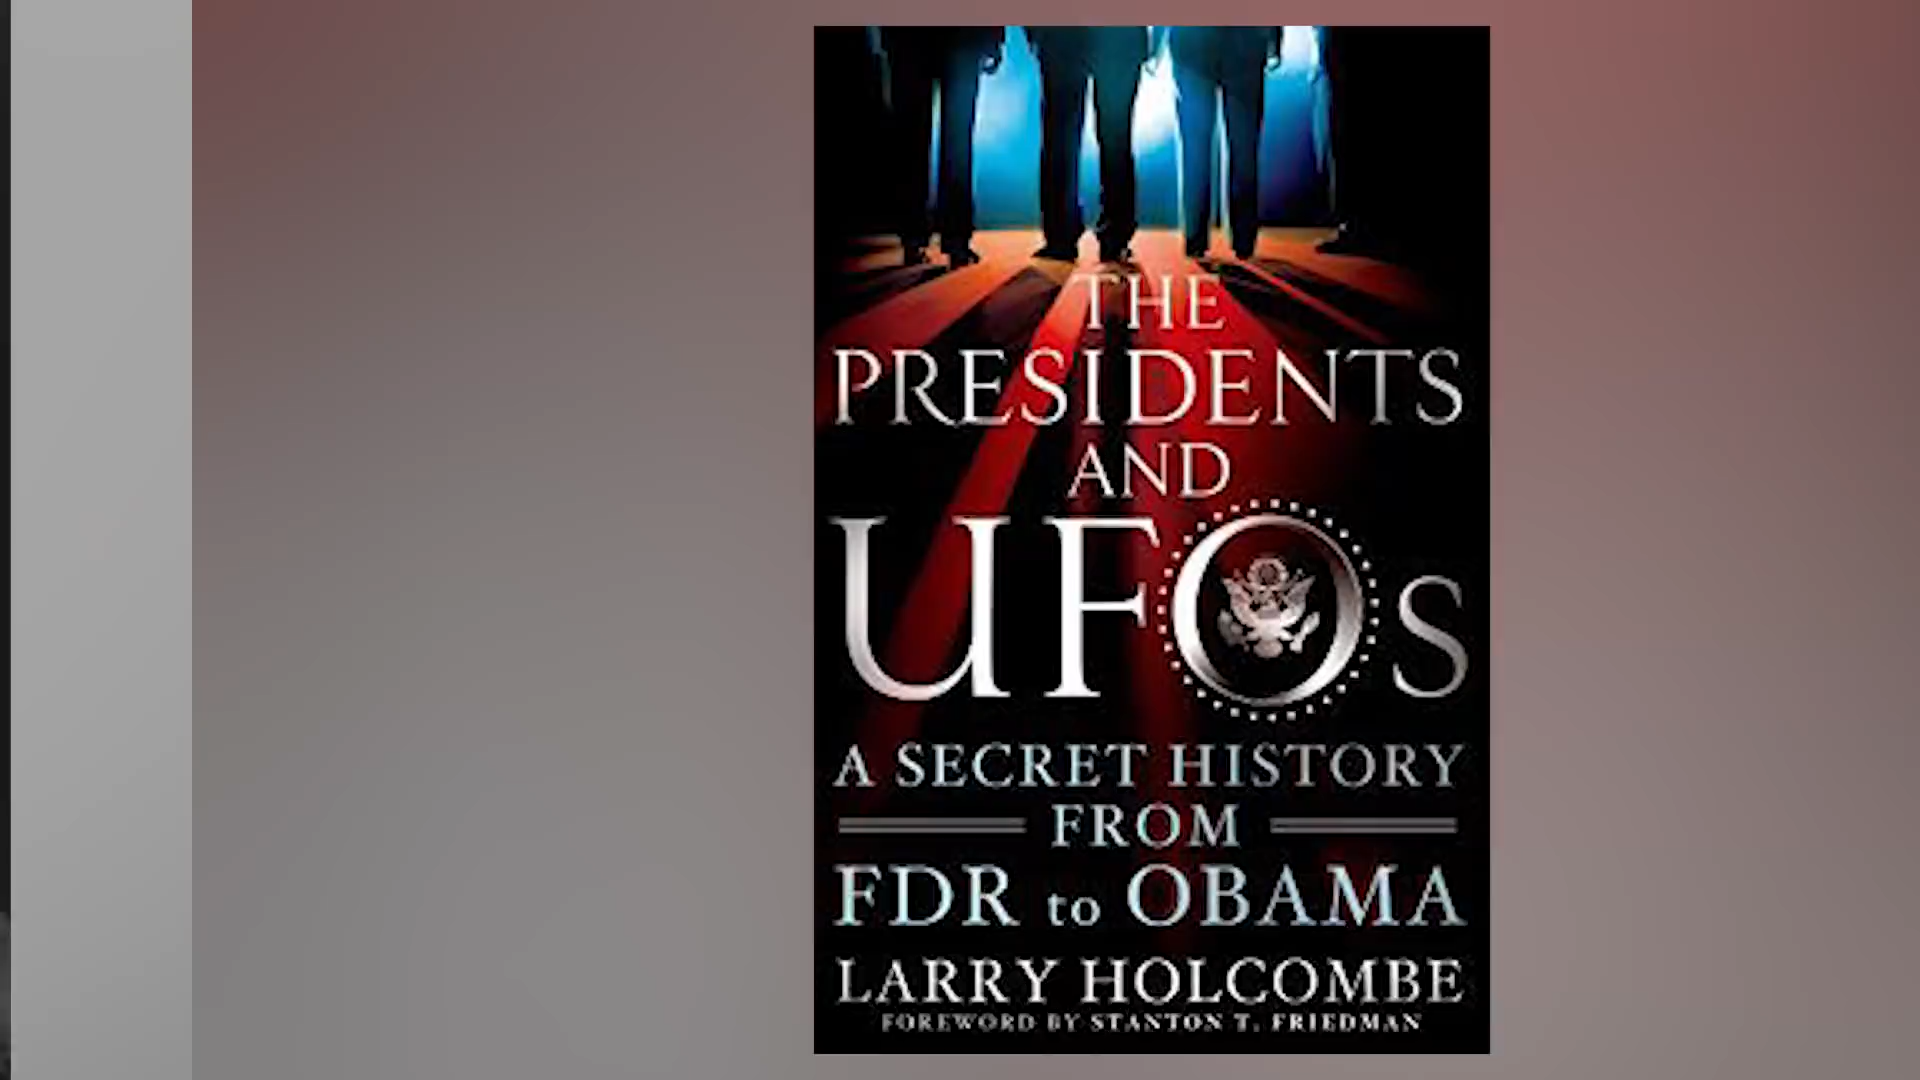 THE
PRESIDENTS
AND
UFOs
A SECRET HISTORY
FROM
FDR to OBAMA
LARRY HOLCOMBE
FOREWORD BY STANTON T. FRIEDMAN